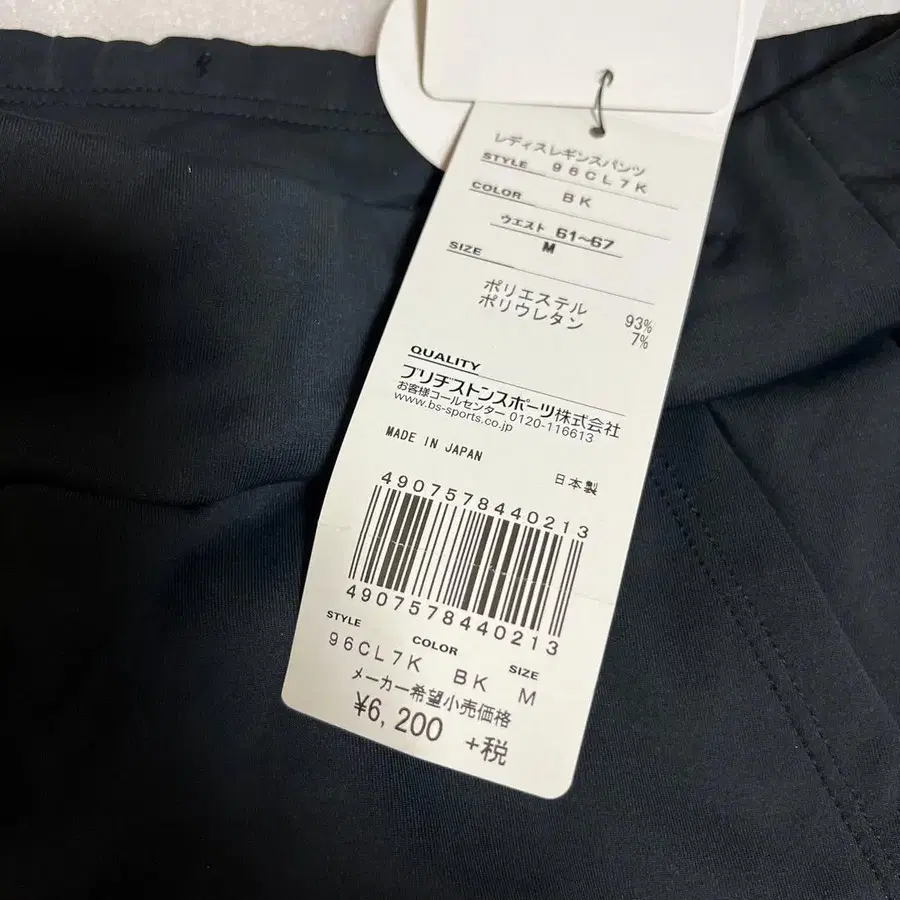 レディスレギンスパンツ
STYLE 96CL7K
COLOR BK
ウエスト 61~67
SIZE M
ポリエステル 93%
ポリウレタン 7%
QUALITY
ブリヂストンスポーツ株式会社
お客様コールセンター 0120-116613
www.bs-sports.co.jp
MADE IN JAPAN 日本製
4907578440213
4907578440213
STYLE COLOR SIZE
96CL7K BK M
メーカー希望小売価格
¥6,200 +税